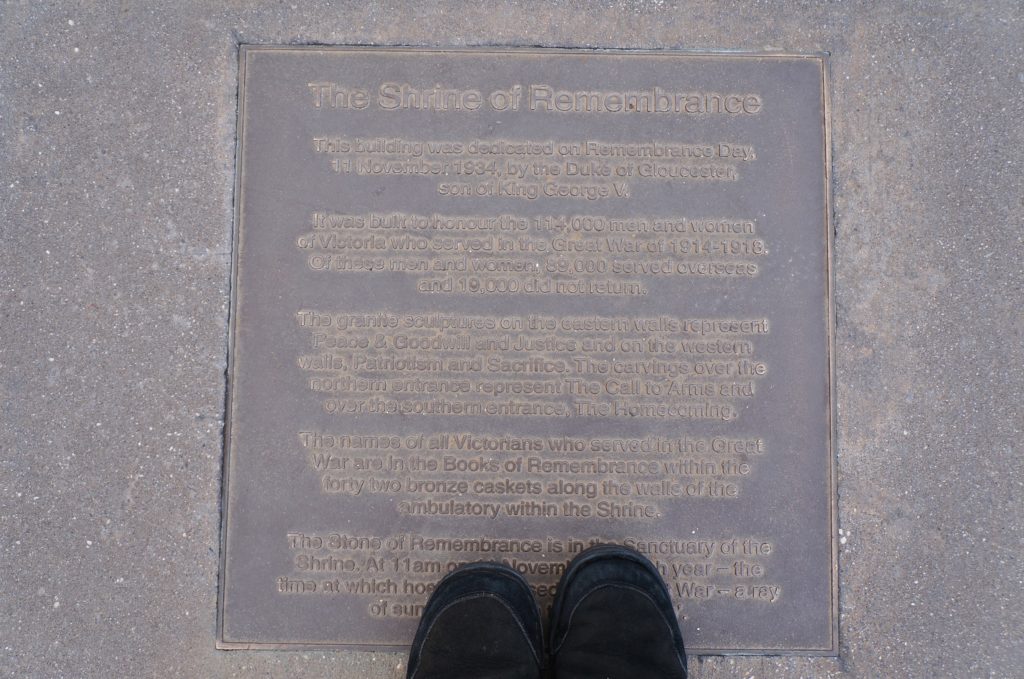 The Shrine of Remembrance
This building was dedicated on Remembrance Day,
11 November 1934, by the Duke of Gloucester,
son of King George V.
It was built to honour the 114,000 men and women
of Victoria who served in the Great War of 1914-1918.
Of these men and women, 89,000 served overseas
and 19,000 did not return.
The granite sculptures on the eastern walls represent
Peace & Goodwill and Justice and on the western
walls, Patriotism and Sacrifice. The carvings over the
northern entrance represent The Call to Arms and
over the southern entrance, The Homecoming.
The names of all Victorians who served in the Great
War are in the Books of Remembrance within the
forty two bronze caskets along the walls of the
ambulatory within the Shrine.
The Stone of Remembrance is in the Sanctuary of the
Shrine. At 11am on Novem year – the
time at which War – a ray
of